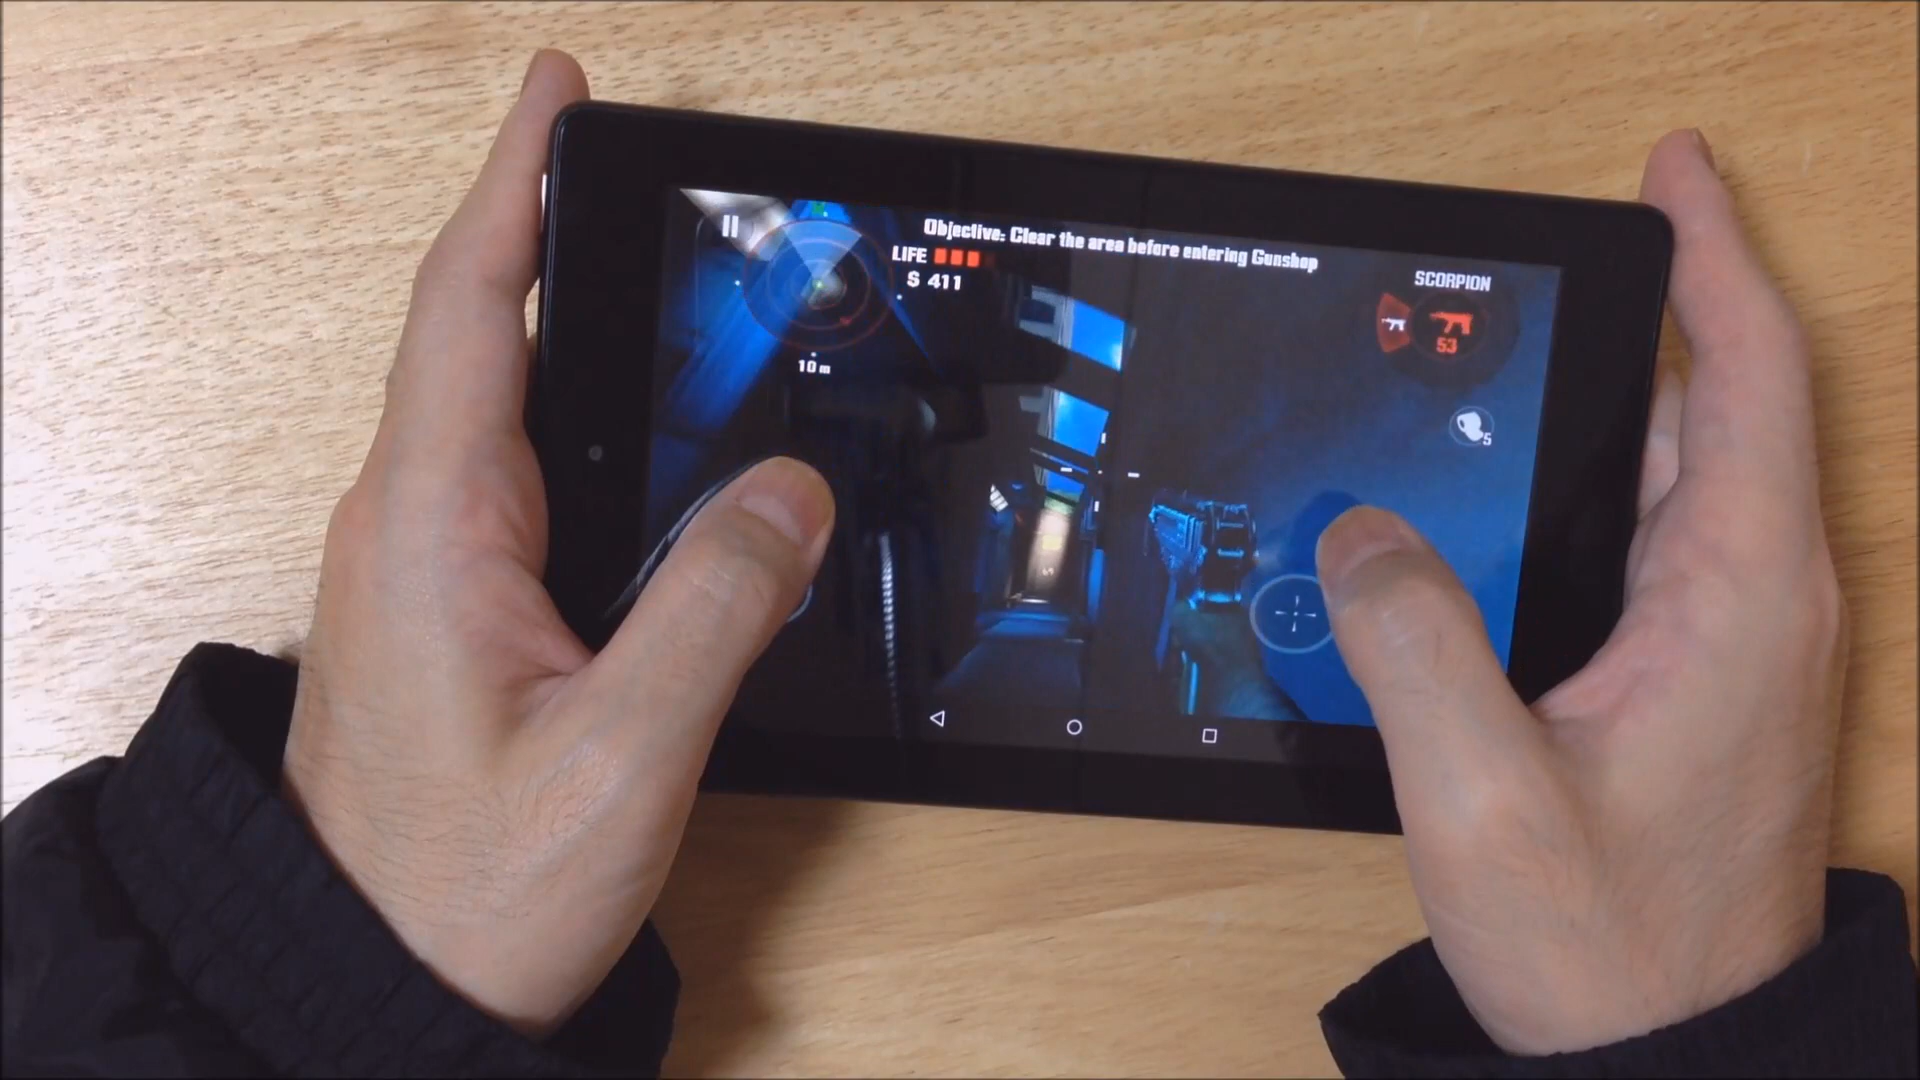 Objective: Clear the area before entering Gunshop
LIFE
$ 411
10 m
SCORPION
53
5